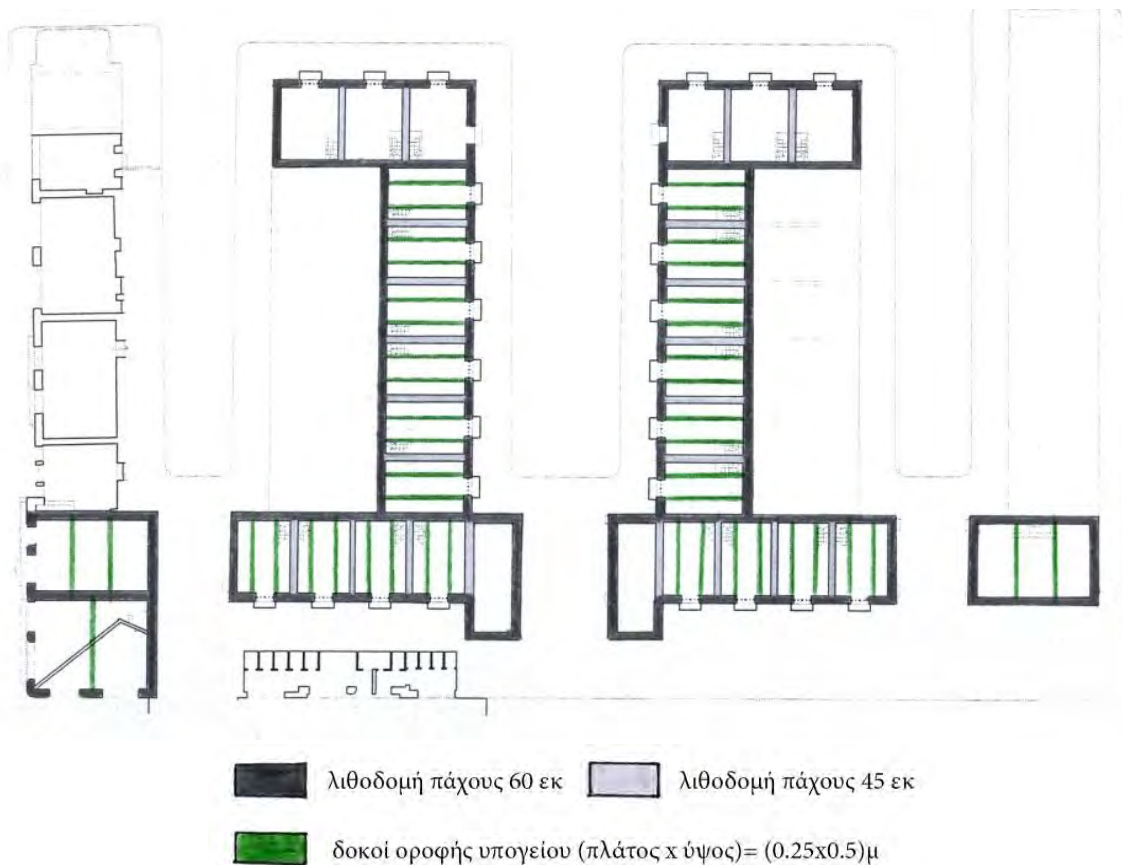 λιθοδομή πάχους 60 εκ λιθοδομή πάχους 45 εκ
δοκοί οροφής υπογείου (πλάτος x ύψος)= (0.25x0.5)μ